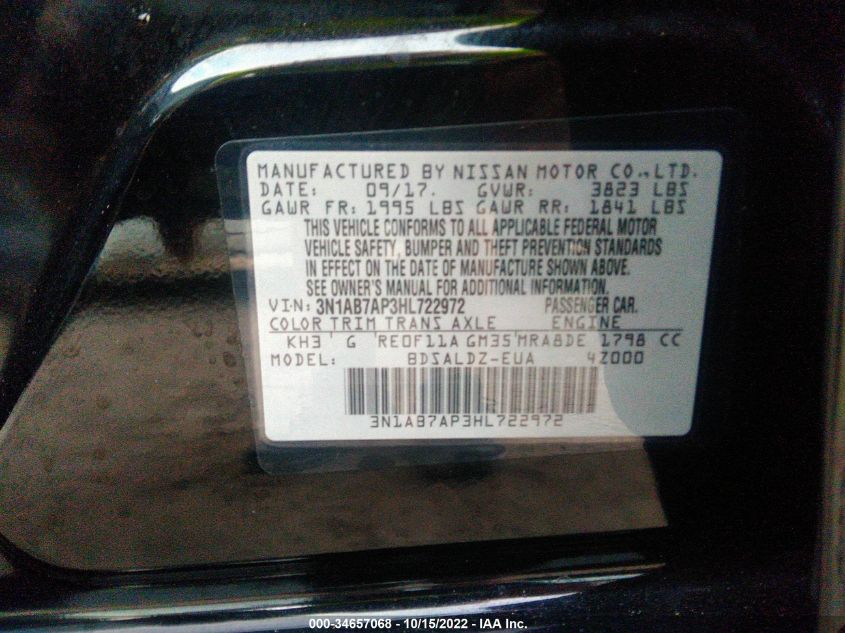 MANUFACTURED BY NISSAN MOTOR CO., LTD.
DATE: 09/17. GVWR: 3823 LBS
GAWR FR: 1995 LBS GAWR RR: 1841 LBS
THIS VEHICLE CONFORMS TO ALL APPLICABLE FEDERAL MOTOR
VEHICLE SAFETY, BUMPER AND THEFT PREVENTION STANDARDS
IN EFFECT ON THE DATE OF MANUFACTURE SHOWN ABOVE.
SEE OWNER'S MANUAL FOR ADDITIONAL INFORMATION.
VIN: 3N1AB7AP3HL722972 PASSENGER CAR.
COLOR TRIM TRANS AXLE ENGINE
KH3 ' G 'RE0F11A GM35'MRA8DE 1798 CC
MODEL: BDSALDZ-EUA 4Z000
3N1AB7AP3HL722972
000-34657068 - 10/15/2022 - IAA Inc.